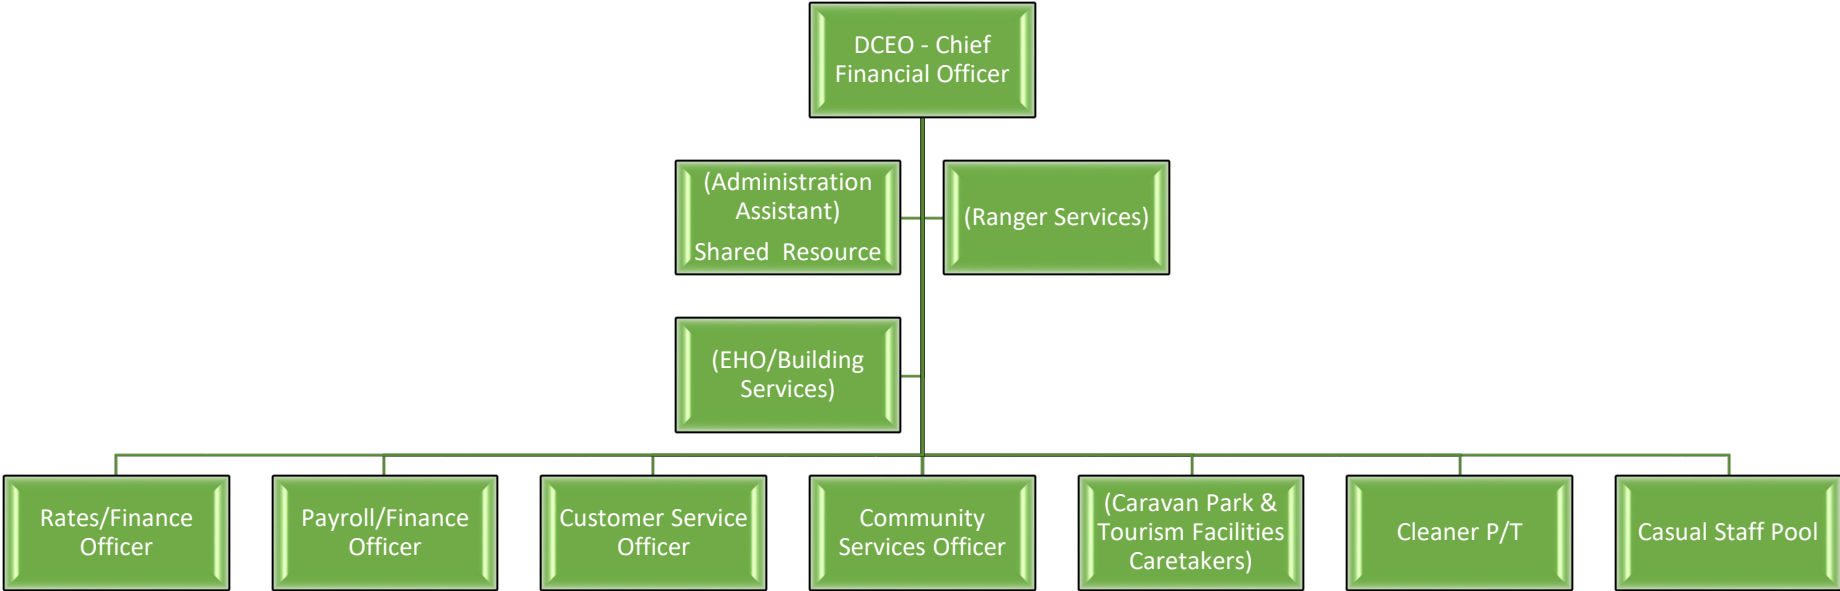 DCEO - Chief
Financial Officer
(Administration
Assistant)
Shared  Resource
(Ranger Services)
(EHO/Building
Services)
Rates/Finance
Officer
Payroll/Finance
Officer
Customer Service
Officer
Community
Services Officer
(Caravan Park &
Tourism Facilities
Caretakers)
Cleaner P/T
Casual Staff Pool